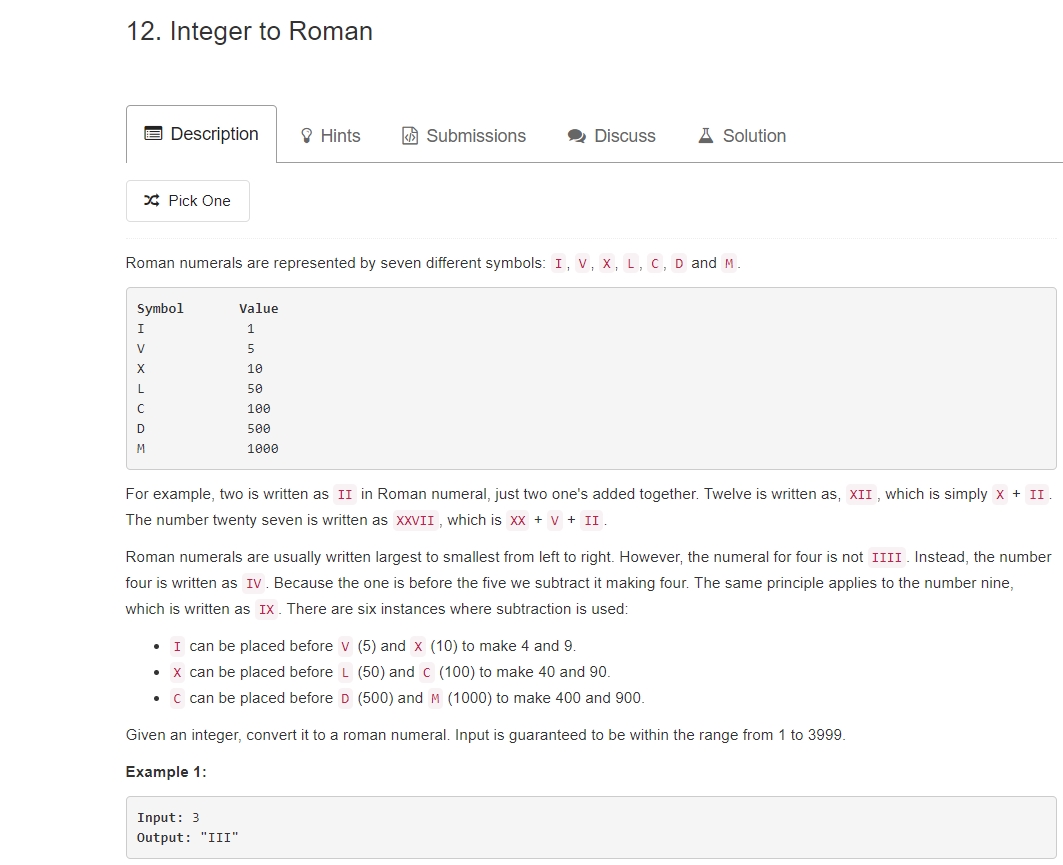 12. Integer to Roman
Description Hints Submissions Discuss Solution
Pick One
Roman numerals are represented by seven different symbols: I, V, X, L, C, D and M.
Symbol Value
I 1
V 5
X 10
L 50
C 100
D 500
M 1000
For example, two is written as II in Roman numeral, just two one's added together. Twelve is written as, XII, which is simply X + II.
The number twenty seven is written as XXVII, which is XX + V + II.
Roman numerals are usually written largest to smallest from left to right. However, the numeral for four is not IIII. Instead, the number
four is written as IV. Because the one is before the five we subtract it making four. The same principle applies to the number nine,
which is written as IX. There are six instances where subtraction is used:
• I can be placed before V (5) and X (10) to make 4 and 9.
• X can be placed before L (50) and C (100) to make 40 and 90.
• C can be placed before D (500) and M (1000) to make 400 and 900.
Given an integer, convert it to a roman numeral. Input is guaranteed to be within the range from 1 to 3999.
Example 1:
Input: 3
Output: "III"